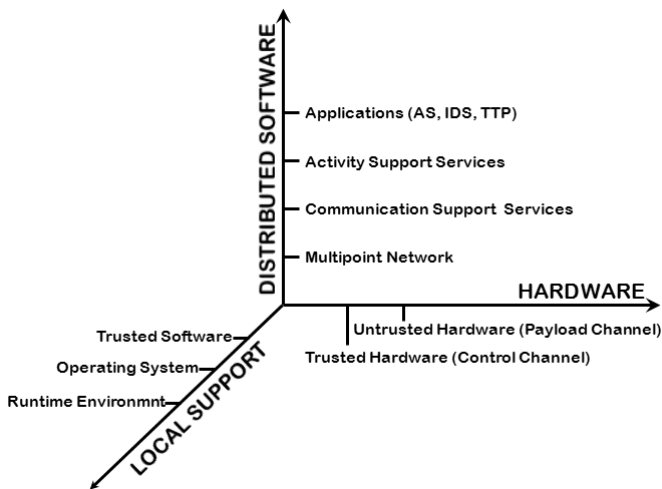 DISTRIBUTED SOFTWARE
Applications (AS, IDS, TTP)
Activity Support Services
Communication Support Services
Multipoint Network
HARDWARE
Untrusted Hardware (Payload Channel)
Trusted Hardware (Control Channel)
Trusted Software
Operating System
Runtime Environmnt
LOCAL SUPPORT